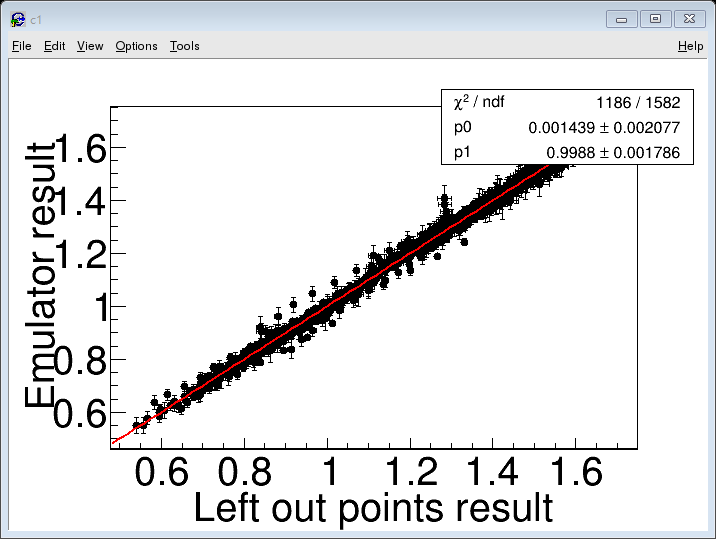 c1
File Edit View Options Tools Help
χ² / ndf 1186 / 1582
p0 0.001439 ± 0.002077
p1 0.9988 ± 0.001786
Emulator result
1.6
1.4
1.2
1
0.8
0.6
0.6 0.8 1 1.2 1.4 1.6
Left out points result